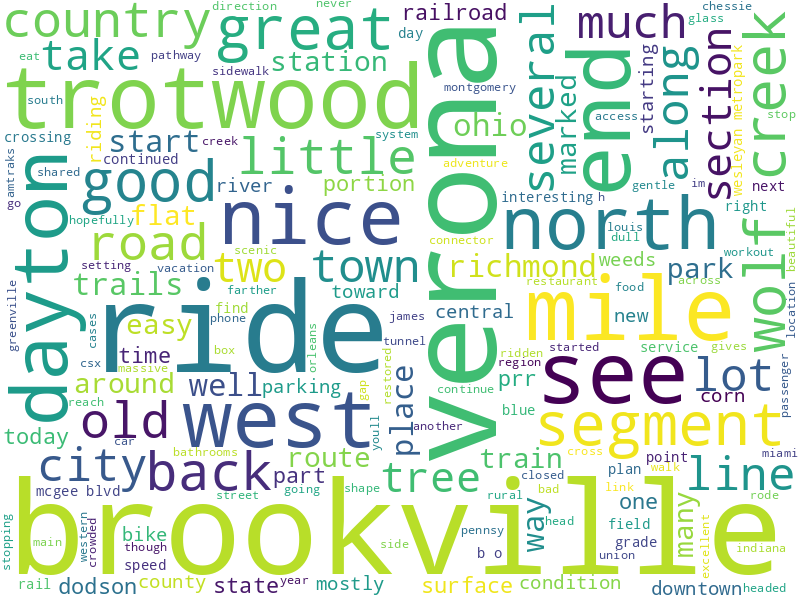 country
direction
never
great
railroad
much
glass
chessie
take
eat
pathway
station
day
several
end
along
section
creek
sidewalk
montgomery
starting
marked
wesleyan metropark
trotwood
verona
south
riding
system
ohio
access
stop
crossing
start
continued
little
creek
adventure
shared
amtraks
go
good
river
portion
gentle
im
next
interesting
h
hopefully
flat
nice
connector
north
louis
dull
right
beautiful
dayton
road
scenic
workout
wolf
setting
vacation
two
town
richmond
weeds
park
across
location
trails
farther
toward
restaurant
food
find
phone
orleans
james
central
new
service
gives
greenville
cases
ride
box
tunnel
mile
csx
easy
massive
restored
ridden
started
time
gap
continue
region
see
lot
passenger
around
well
parking
place
prr
corn
reach
car
old
west
youll
another
blue
segment
today
bathrooms
route
train
cross
point
miami
city
back
tree
closed
plan
walk
line
mcgee blvd
part
shape
rural
bad
link
one
rode
street
going
stopping
main
western
crowded
though
bike
brookville
side
pennsy
way
head
field
many
excellent
speed
b o
union
grade
indiana
rail
dodson
county
state
year
mostly
surface
condition
downtown
headed